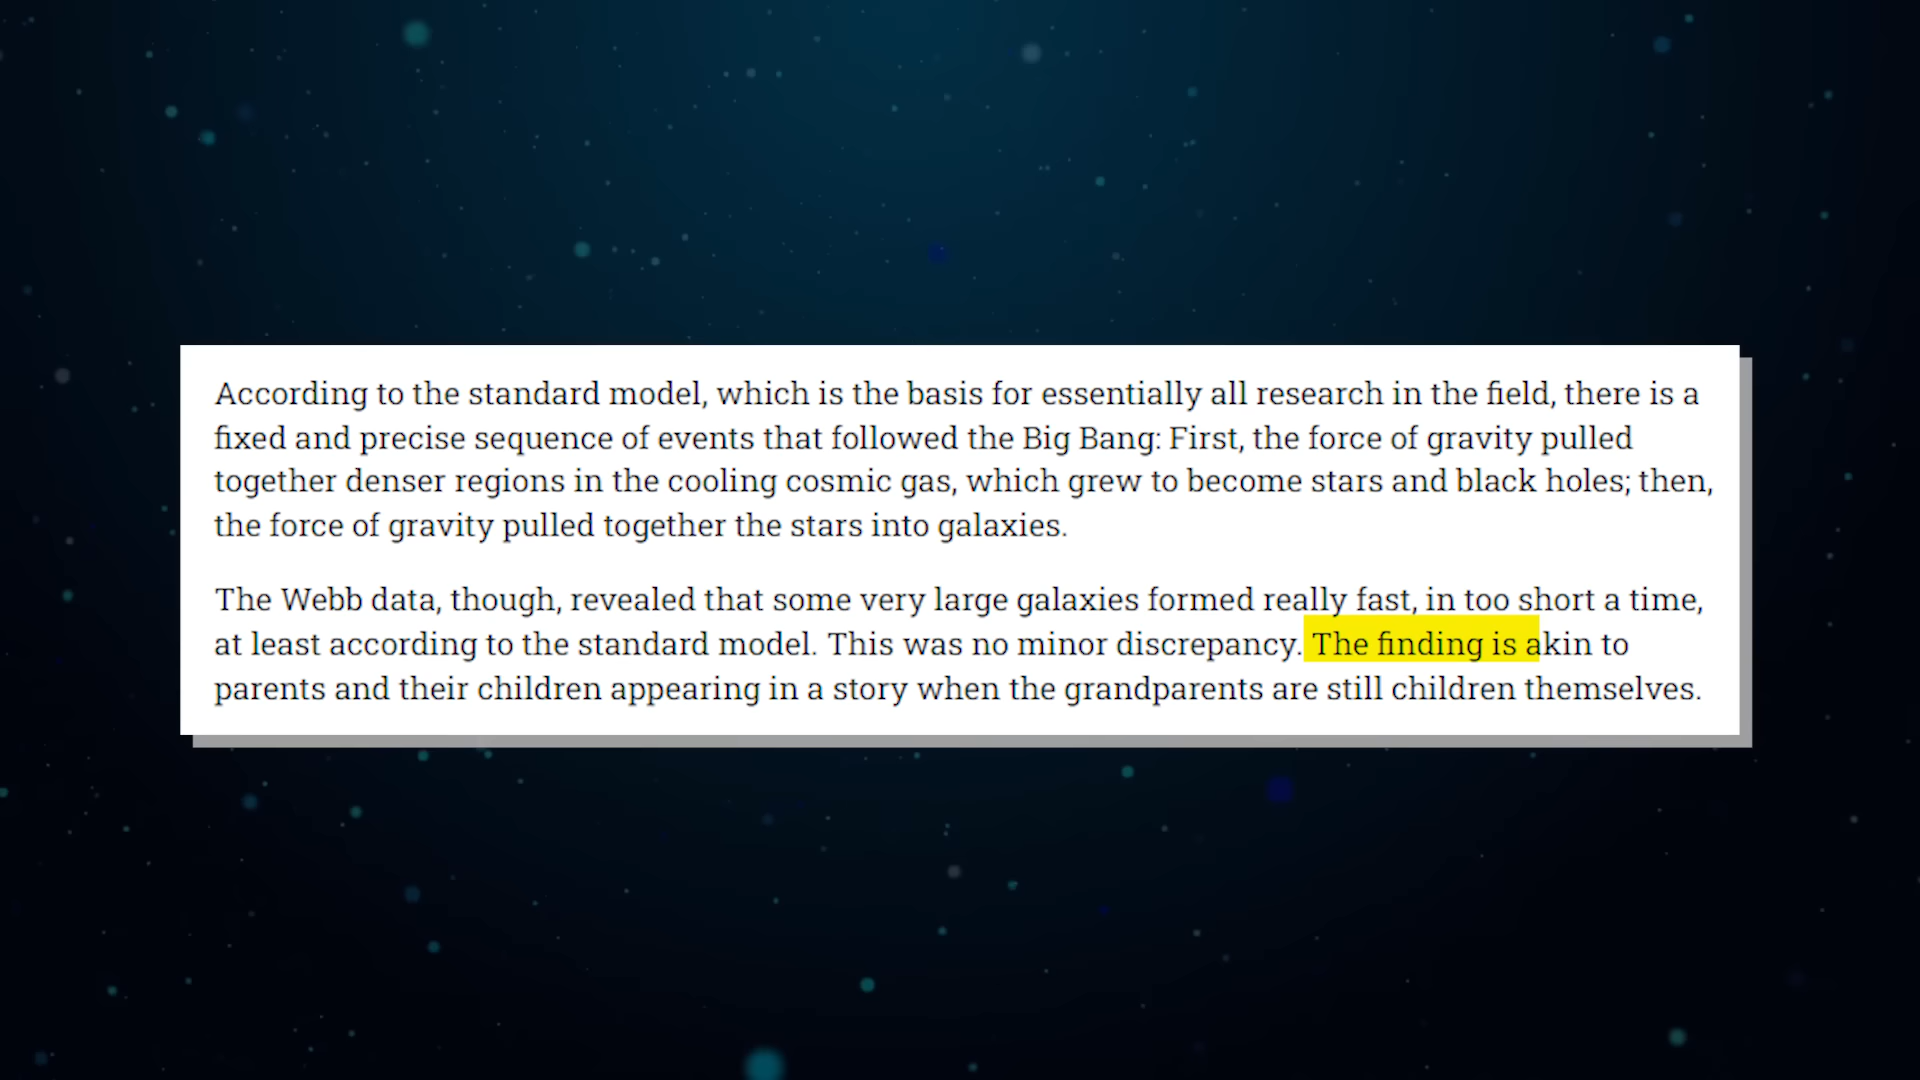 According to the standard model, which is the basis for essentially all research in the field, there is a
fixed and precise sequence of events that followed the Big Bang: First, the force of gravity pulled
together denser regions in the cooling cosmic gas, which grew to become stars and black holes; then,
the force of gravity pulled together the stars into galaxies.
The Webb data, though, revealed that some very large galaxies formed really fast, in too short a time,
at least according to the standard model. This was no minor discrepancy. The finding is akin to
parents and their children appearing in a story when the grandparents are still children themselves.